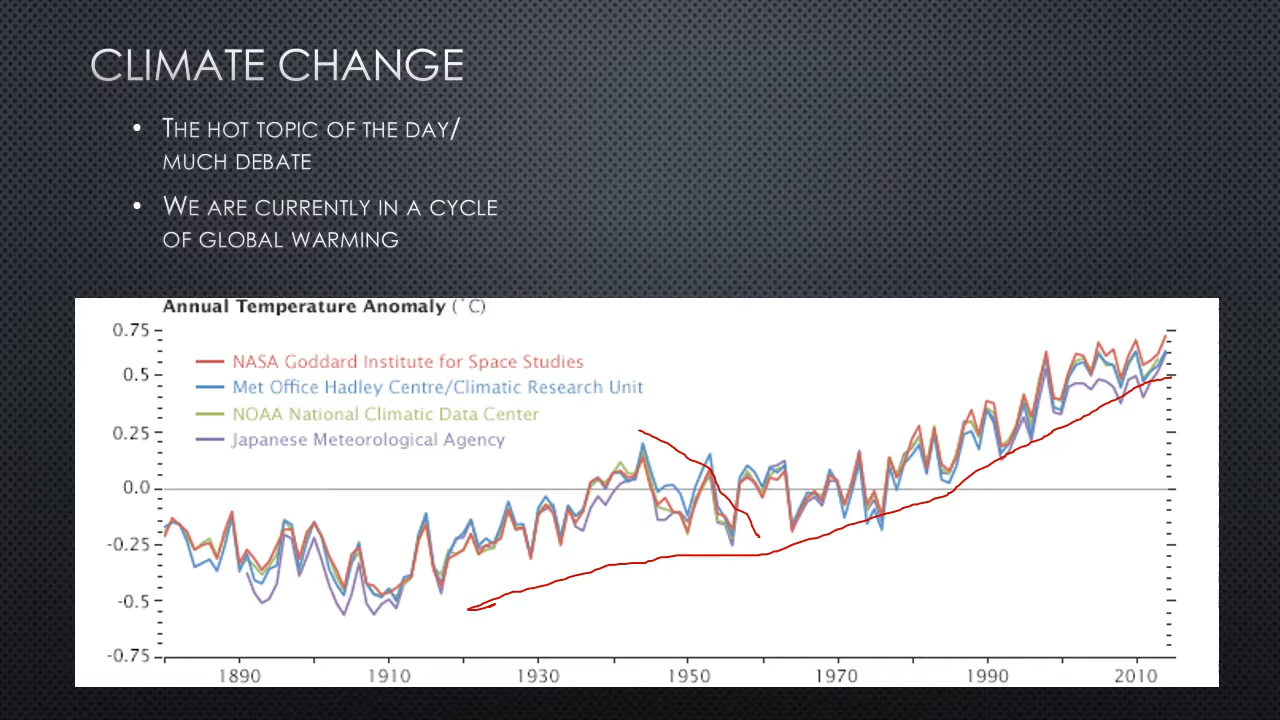 CLIMATE CHANGE
• THE HOT TOPIC OF THE DAY/
MUCH DEBATE
• WE ARE CURRENTLY IN A CYCLE
OF GLOBAL WARMING
Annual Temperature Anomaly (˚C)
0.75
NASA Goddard Institute for Space Studies
0.5
Met Office Hadley Centre/Climatic Research Unit
NOAA National Climatic Data Center
0.25
Japanese Meteorological Agency
0.0
-0.25
-0.5
-0.75
1890 1910 1930 1950 1970 1990 2010